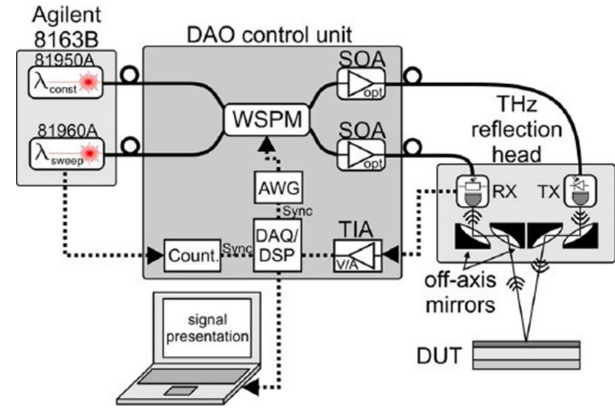 Agilent
8163B
81950A
λconst
81960A
λsweep
DAO control unit
WSPM
SOA
opt
SOA
opt
AWG
Sync
Count.
Sync
DAQ/
DSP
TIA
V/A
THz
reflection
head
RX
TX
off-axis
mirrors
DUT
signal
presentation